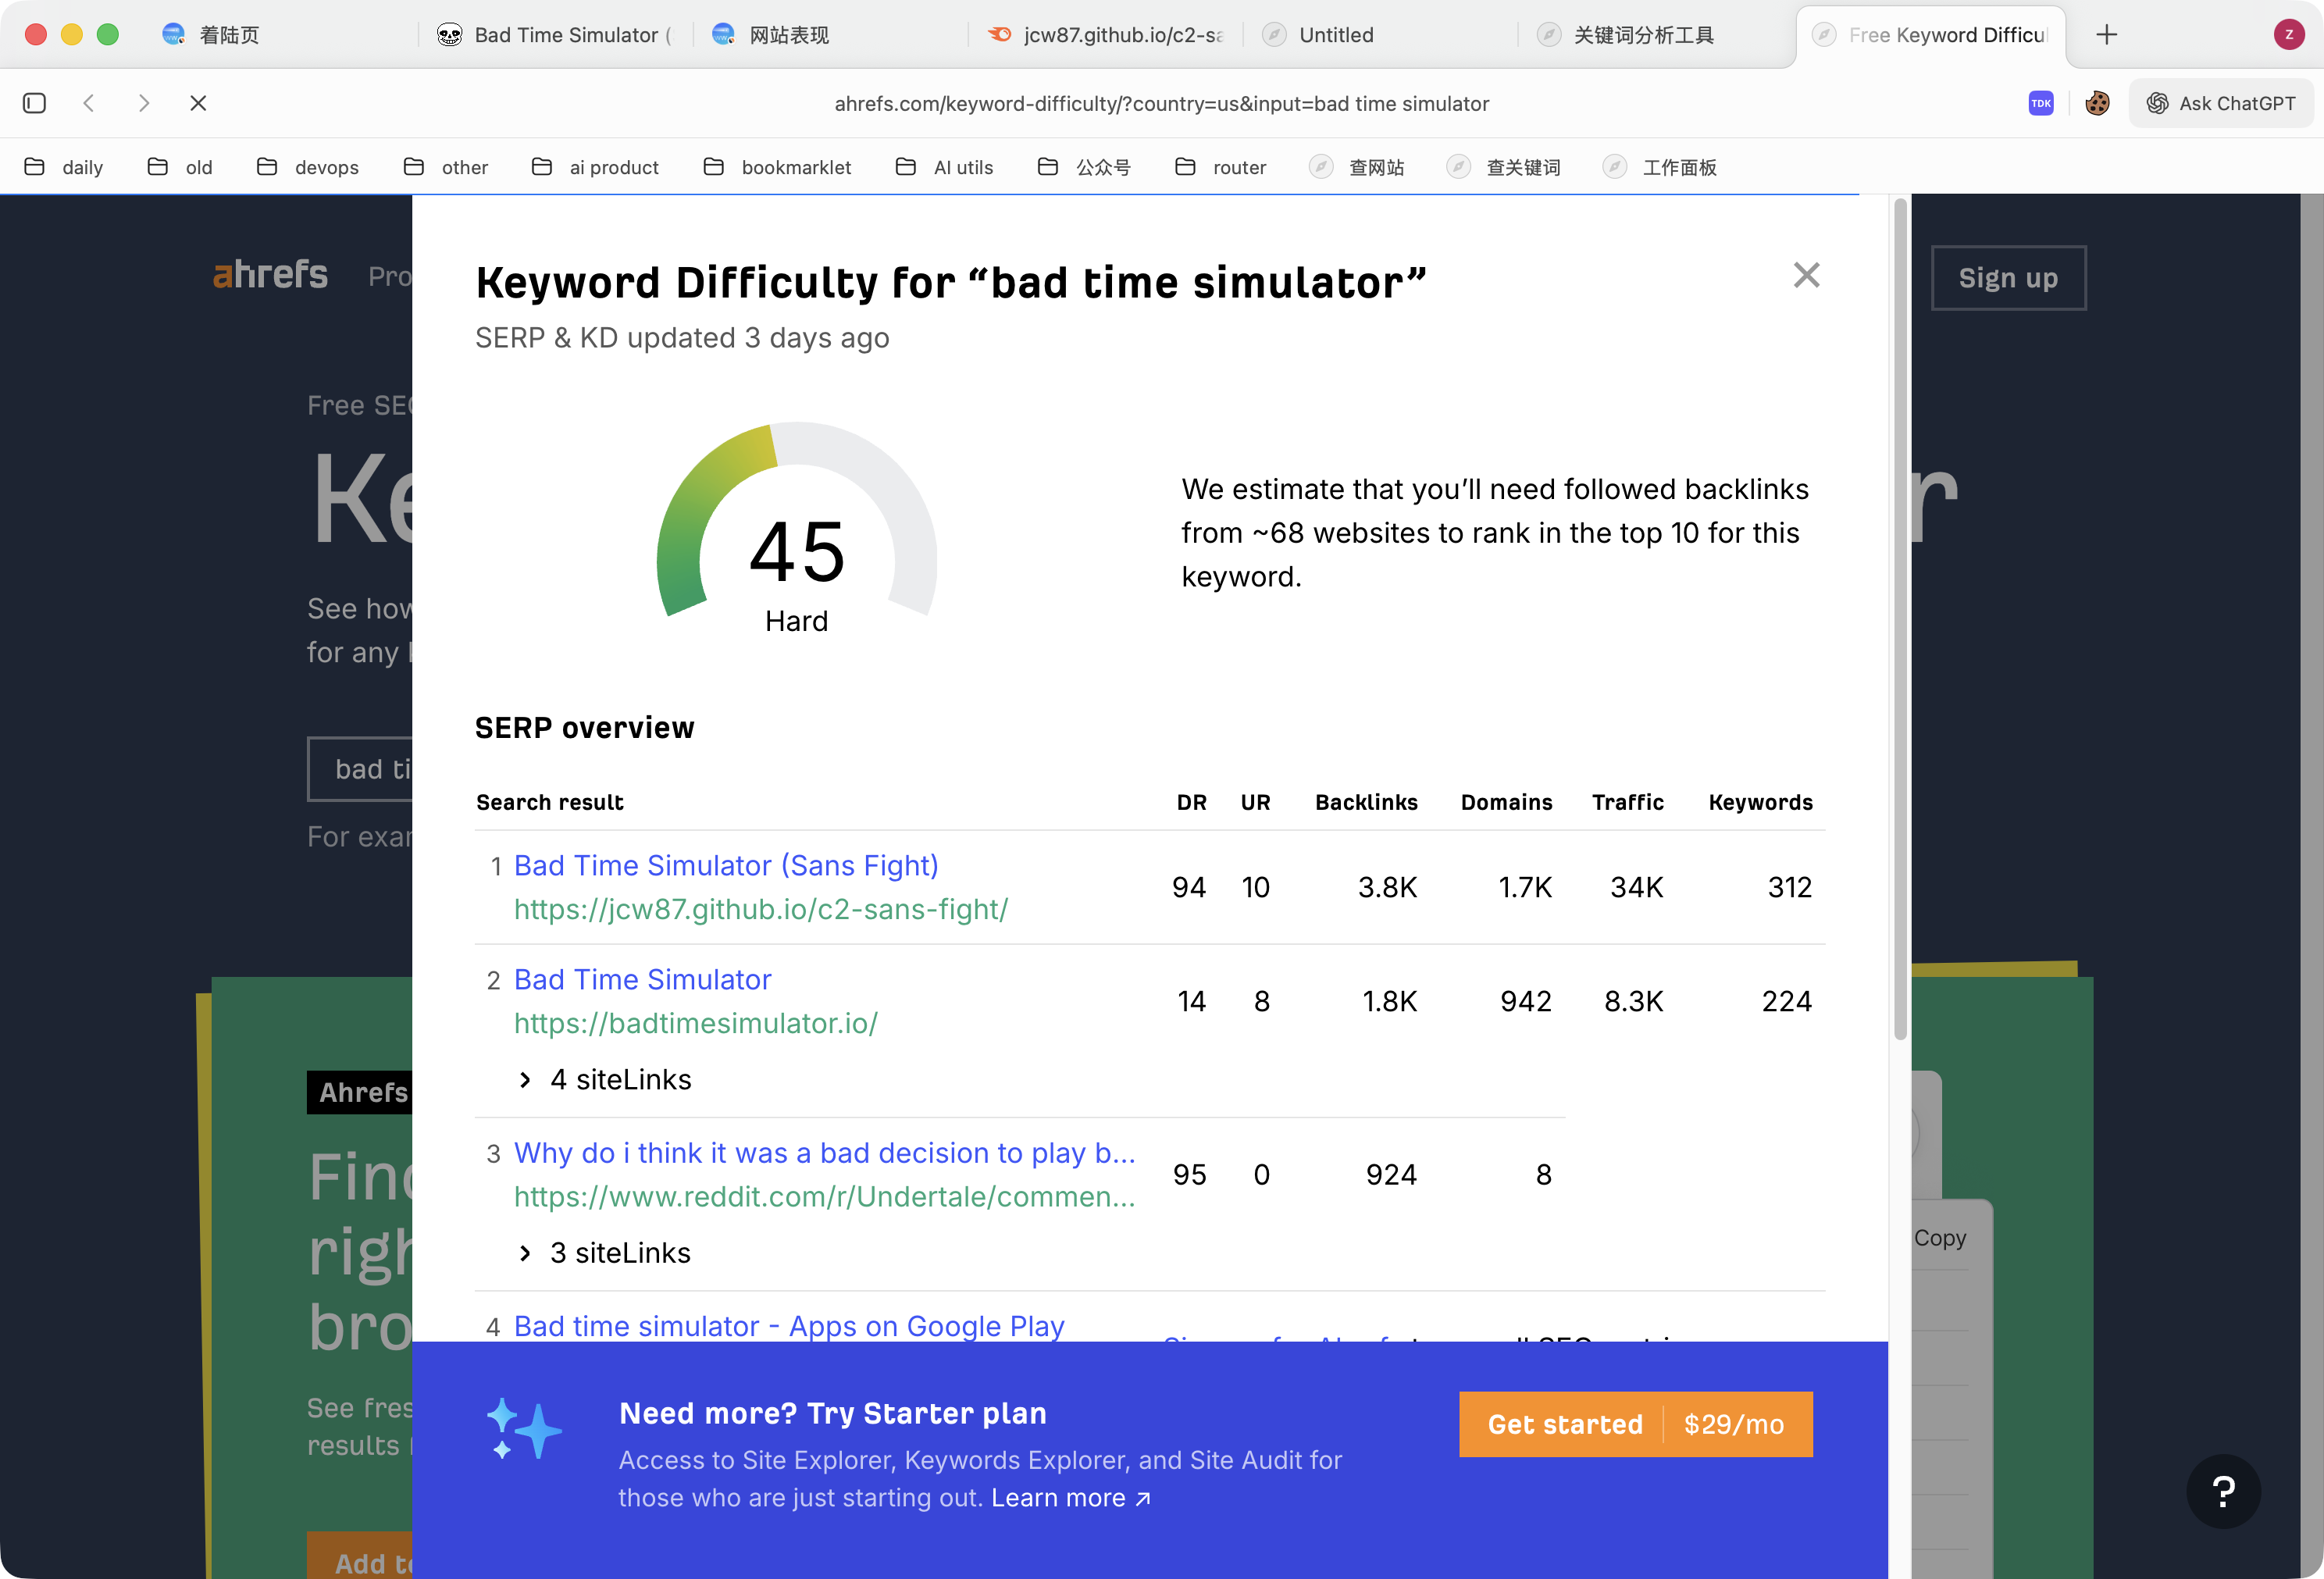 着陆页
Bad Time Simulator (
网站表现
jcw87.github.io/c2-sa
Untitled
关键词分析工具
Free Keyword Difficul
Z
ahrefs.com/keyword-difficulty/?country=us&input=bad time simulator
TDK
Ask ChatGPT
daily
old
devops
other
ai product
bookmarklet
AI utils
公众号
router
查网站
查关键词
工作面板
ahrefs
Pro
Sign up
Free SEO
Ke
r
See how
for any
bad ti
For exam
Keyword Difficulty for “bad time simulator”
SERP & KD updated 3 days ago
45
Hard
We estimate that you’ll need followed backlinks
from ~68 websites to rank in the top 10 for this
keyword.
SERP overview
Search result DR UR Backlinks Domains Traffic Keywords
1 Bad Time Simulator (Sans Fight)
https://jcw87.github.io/c2-sans-fight/
94 10 3.8K 1.7K 34K 312
2 Bad Time Simulator
https://badtimesimulator.io/
14 8 1.8K 942 8.3K 224
4 siteLinks
3 Why do i think it was a bad decision to play b...
https://www.reddit.com/r/Undertale/commen...
95 0 924 8
3 siteLinks
4 Bad time simulator - Apps on Google Play
Ahrefs
Find
righ
bro
See fres
results
Add to
Copy
Need more? Try Starter plan
Access to Site Explorer, Keywords Explorer, and Site Audit for
those who are just starting out. Learn more ↗
Get started $29/mo
?